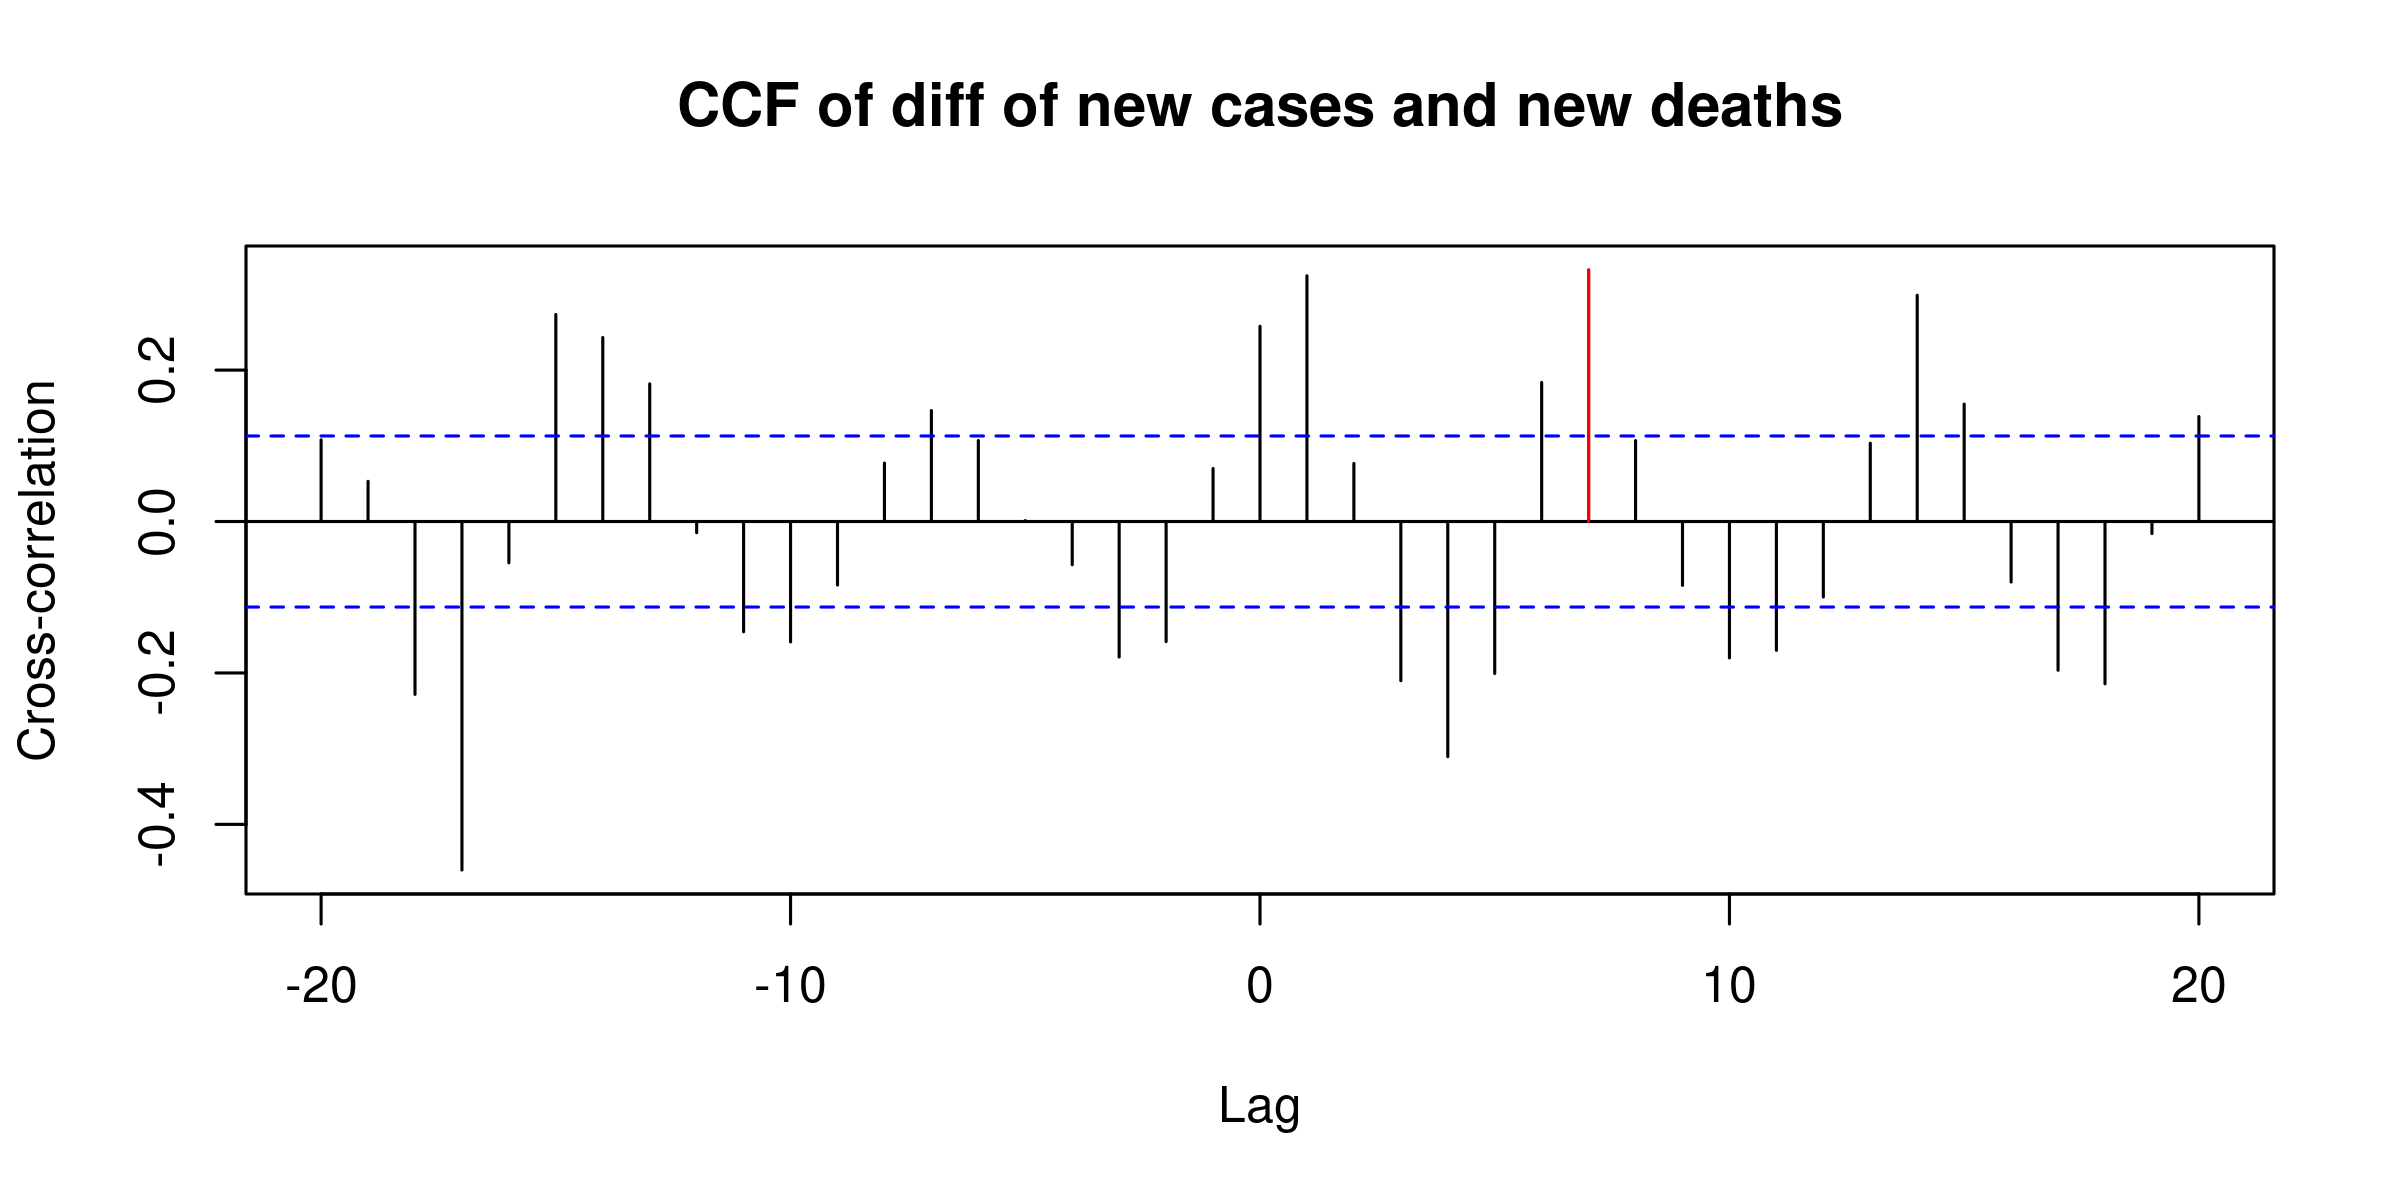 CCF of diff of new cases and new deaths
Cross-correlation
0.2
0.0
-0.2
-0.4
-20 -10 0 10 20
Lag